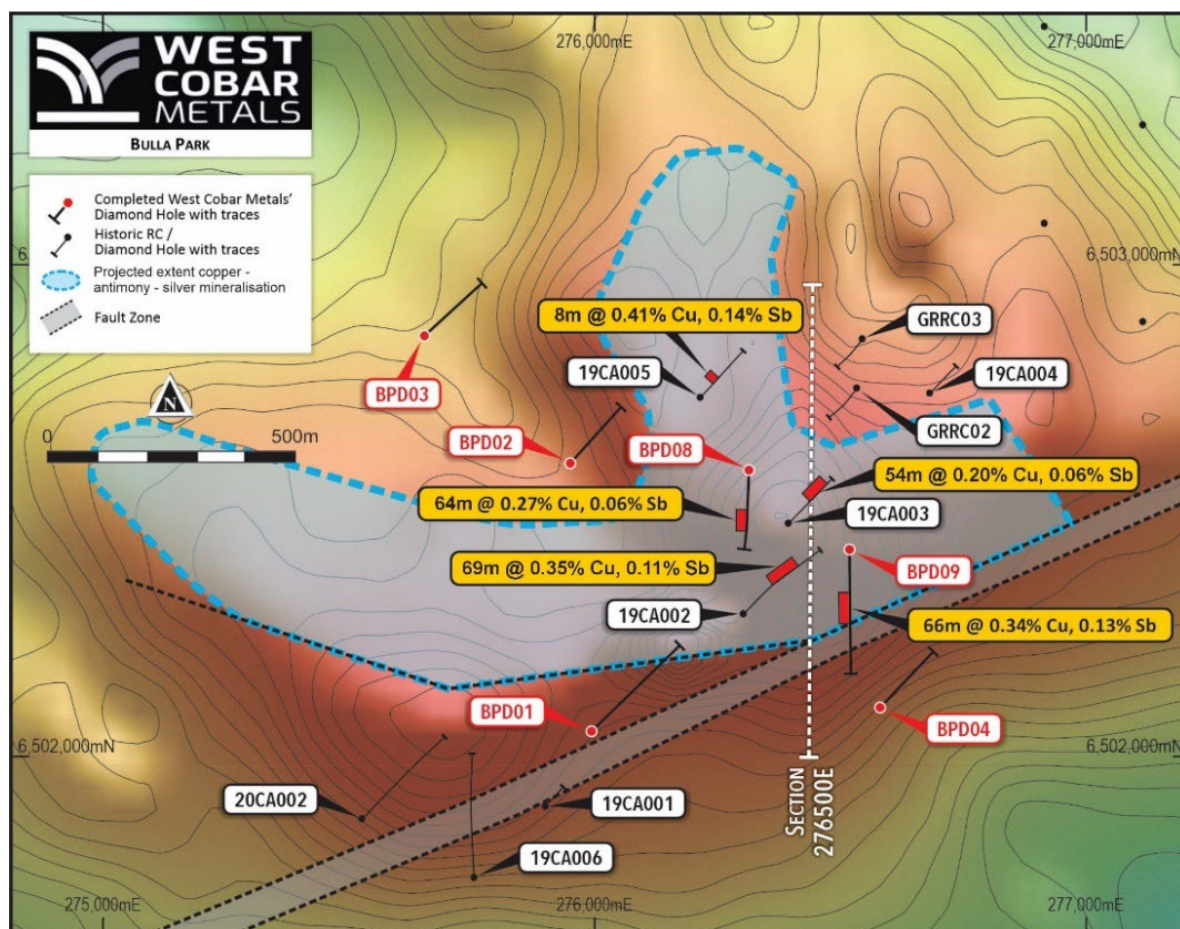 WEST
COBAR
METALS
BULLA PARK
276,000mE
277,000mE
Completed West Cobar Metals'
Diamond Hole with traces
Historic RC /
Diamond Hole with traces
Projected extent copper -
antimony - silver mineralisation
Fault Zone
6,503,000mN
8m @ 0.41% Cu, 0.14% Sb
GRRC03
19CA005
19CA004
BPD03
N
0
500m
BPD02
BPD08
GRRC02
64m @ 0.27% Cu, 0.06% Sb
54m @ 0.20% Cu, 0.06% Sb
19CA003
69m @ 0.35% Cu, 0.11% Sb
BPD09
19CA002
66m @ 0.34% Cu, 0.13% Sb
BPD01
BPD04
6,502,000mN
6,502,000mN
SECTION
276500E
20CA002
19CA001
19CA006
275,000mE
276,000mE
277,000mE